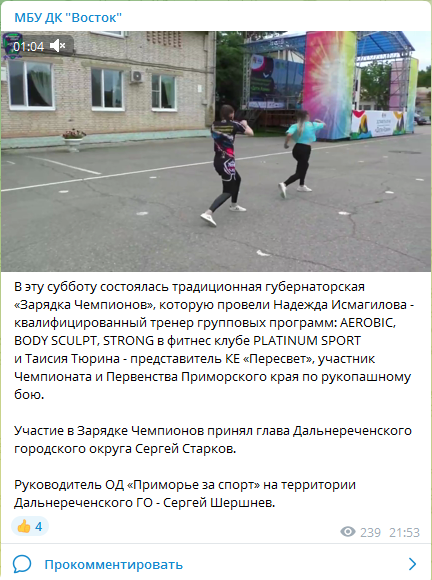 МБУ ДК "Восток"
01:04
В эту субботу состоялась традиционная губернаторская
«Зарядка Чемпионов», которую провели Надежда Исмагилова -
квалифицированный тренер групповых программ: AEROBIC,
BODY SCULPT, STRONG в фитнес клубе PLATINUM SPORT
и Таисия Тюрина - представитель КЕ «Пересвет», участник
Чемпионата и Первенства Приморского края по рукопашному
бою.
Участие в Зарядке Чемпионов принял глава Дальнереченского
городского округа Сергей Старков.
Руководитель ОД «Приморье за спорт» на территории
Дальнереченского ГО - Сергей Шершнев.
4
239 21:53
Прокомментировать